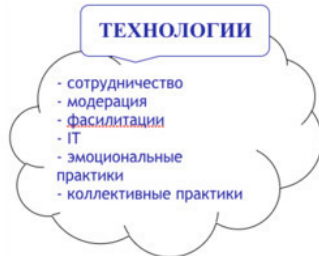 ТЕХНОЛОГИИ
- сотрудничество
- модерация
- фасилитации
- IT
- эмоциональные
практики
- коллективные практики